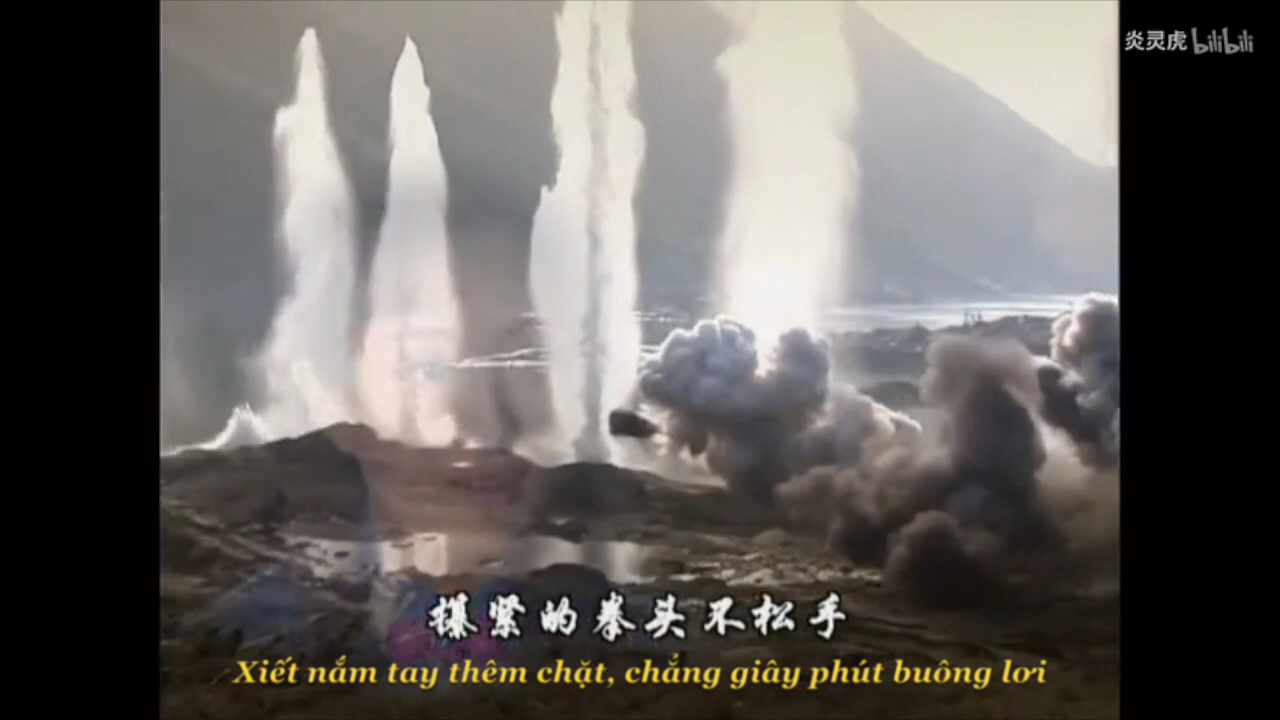 炎灵虎 bilibili
攥紧的拳头不松手
Xiết nắm tay thêm chặt, chẳng giây phút buông lơi